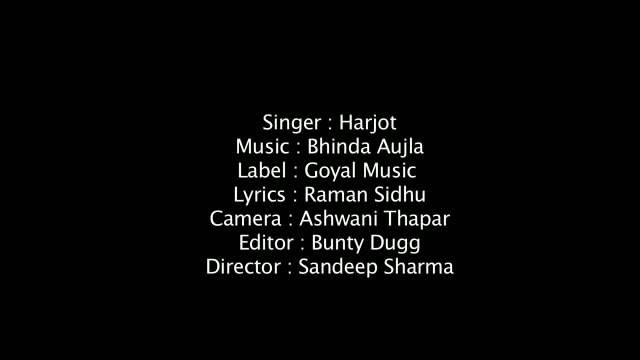 Singer : Harjot
Music : Bhinda Aujla
Label : Goyal Music
Lyrics : Raman Sidhu
Camera : Ashwani Thapar
Editor : Bunty Dugg
Director : Sandeep Sharma